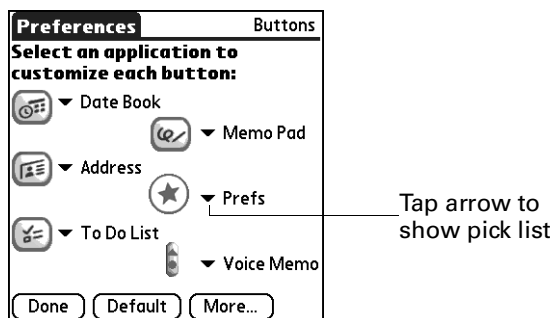 Preferences Buttons
Select an application to
customize each button:
Date Book
Memo Pad
Address
Prefs
Tap arrow to
show pick list
To Do List
Voice Memo
Done Default More...